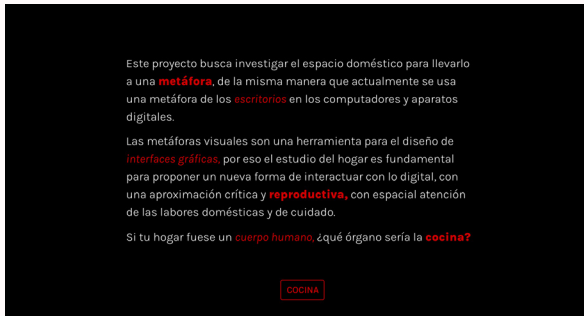 Este proyecto busca investigar el espacio doméstico para llevarlo
a una metáfora, de la misma manera que actualmente se usa
una metáfora de los escritorios en los computadores y aparatos
digitales.
Las metáforas visuales son una herramienta para el diseño de
interfaces gráficas, por eso el estudio del hogar es fundamental
para proponer un nueva forma de interactuar con lo digital, con
una aproximación crítica y reproductiva, con espacial atención
de las labores domésticas y de cuidado.
Si tu hogar fuese un cuerpo humano, ¿qué órgano sería la cocina?
COCINA